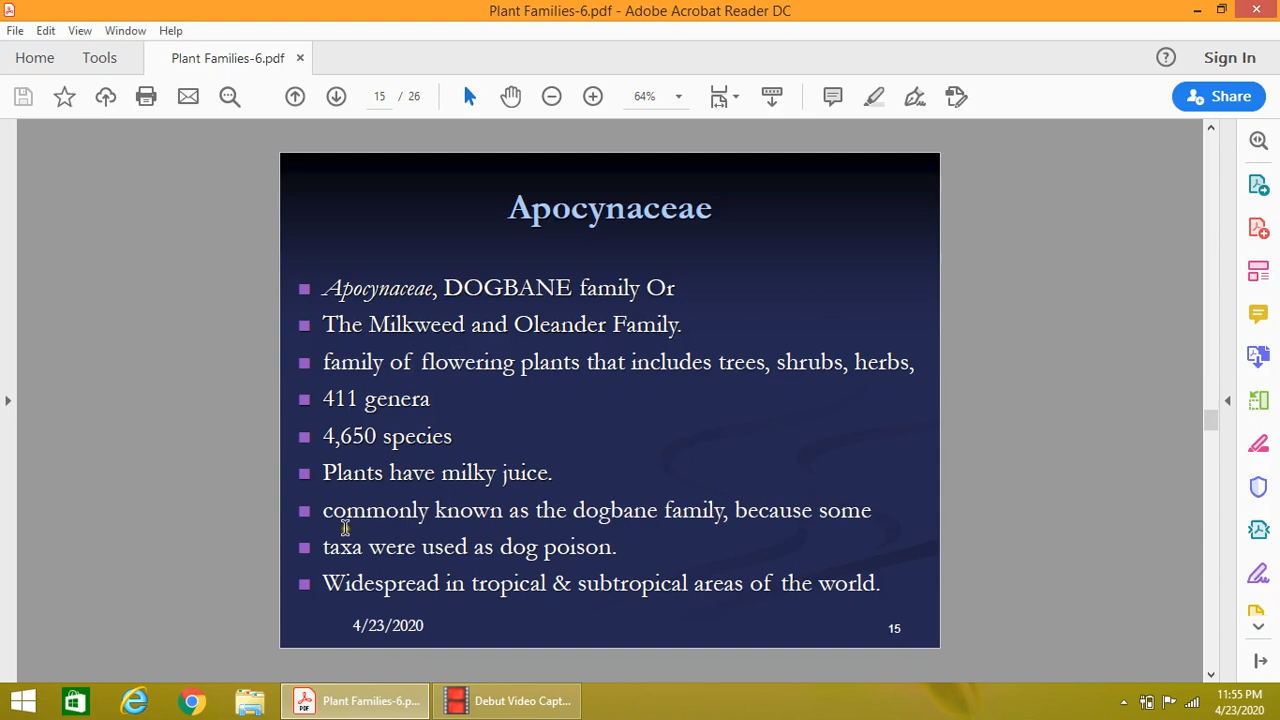 Plant Families-6.pdf - Adobe Acrobat Reader DC
File Edit View Window Help
Home Tools Plant Families-6.pdf × Sign In
15 / 26 64% Share
Apocynaceae
Apocynaceae, DOGBANE family Or
The Milkweed and Oleander Family.
family of flowering plants that includes trees, shrubs, herbs,
411 genera
4,650 species
Plants have milky juice.
commonly known as the dogbane family, because some
taxa were used as dog poison.
Widespread in tropical & subtropical areas of the world.
4/23/2020 15
Plant Families-6.p... Debut Video Capt... 11:55 PM
4/23/2020